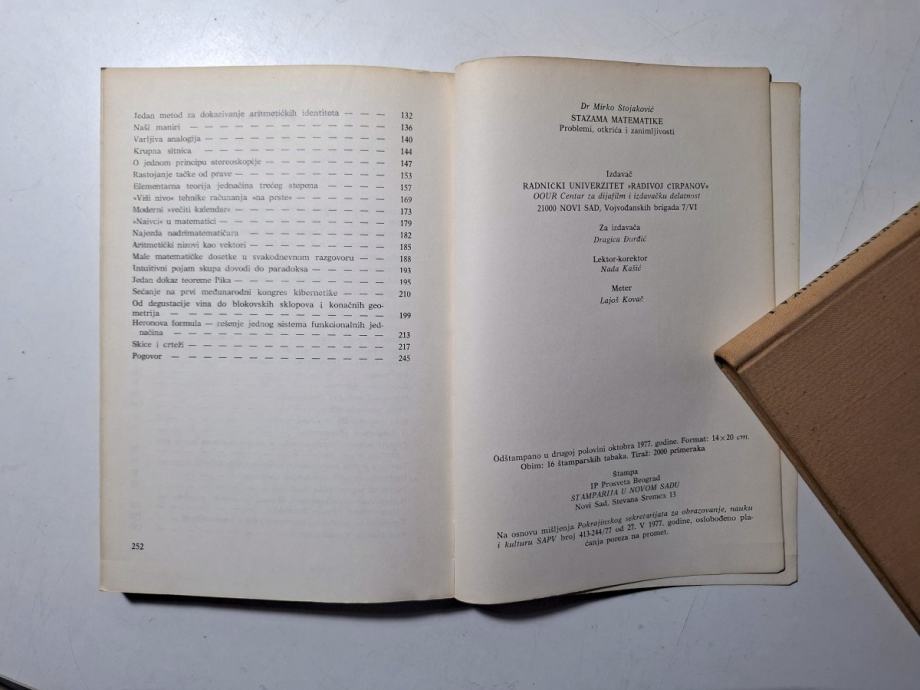 Jedan metod za dokazivanje aritmetičkih identiteta — — — 132
Naši maniri — — — — — — — — — — — — — 136
Varljiva analogija — — — — — — — — — — — — 140
Krupna sitnica — — — — — — — — — — — — 144
O jednom principu stereoskopije — — — — — — — — 147
Rastojanje tačke od prave — — — — — — — — — — 153
Elementarna teorija jednačina trećeg stepena — — — — — 157
»Viši nivo« tehnike računanja »na prste« — — — — — — 169
Moderni »večiti kalendar« — — — — — — — — — — 173
»Naivci« u matematici — — — — — — — — — — — 179
Najezda nadrimatematičara — — — — — — — — — — 182
Aritmetički nizovi kao vektori — — — — — — — — — 185
Male matematičke dosetke u svakodnevnom razgovoru — — — — 188
Intuitivni pojam skupa dovodi do paradoksa — — — — — — 193
Jedan dokaz teoreme Pika — — — — — — — — — — 195
Sećanje na prvi međunarodni kongres kibernetike — — — — — 210
Od degustacije vina do blokovskih sklopova i konačnih geo-
metrija — — — — — — — — — — — — — — 199
Heronova formula — rešenje jednog sistema funkcionalnih jed-
načina — — — — — — — — — — — — — — 213
Skice i crteži — — — — — — — — — — — — — 217
Pogovor — — — — — — — — — — — — — — 245
252
Dr Mirko Stojaković
STAZAMA MATEMATIKE
Problemi, otkrića i zanimljivosti
Izdavač
RADNICKI UNIVERZITET »RADIVOJ CIRPANOV«
OOUR Centar za dijafilm i izdavačku delatnost
21000 NOVI SAD, Vojvođanskih brigada 7/VI
Za izdavača
Dragica Đurđić
Lektor-korektor
Nada Kašić
Meter
Lajoš Kovač
Odštampano u drugoj polovini oktobra 1977. godine. Format: 14×20 cm.
Obim: 16 štamparskih tabaka. Tiraž: 2000 primeraka
Štampa
IP Prosveta Beograd
ŠTAMPARIJA U NOVOM SADU
Novi Sad, Stevana Sremca 13
Na osnovu mišljenja Pokrajinskog sekretarijata za obrazovanje, nauku
i kulturu SAPV broj 413-244/77 od 27. V 1977. godine, oslobođeno pla-
ćanja poreza na promet.